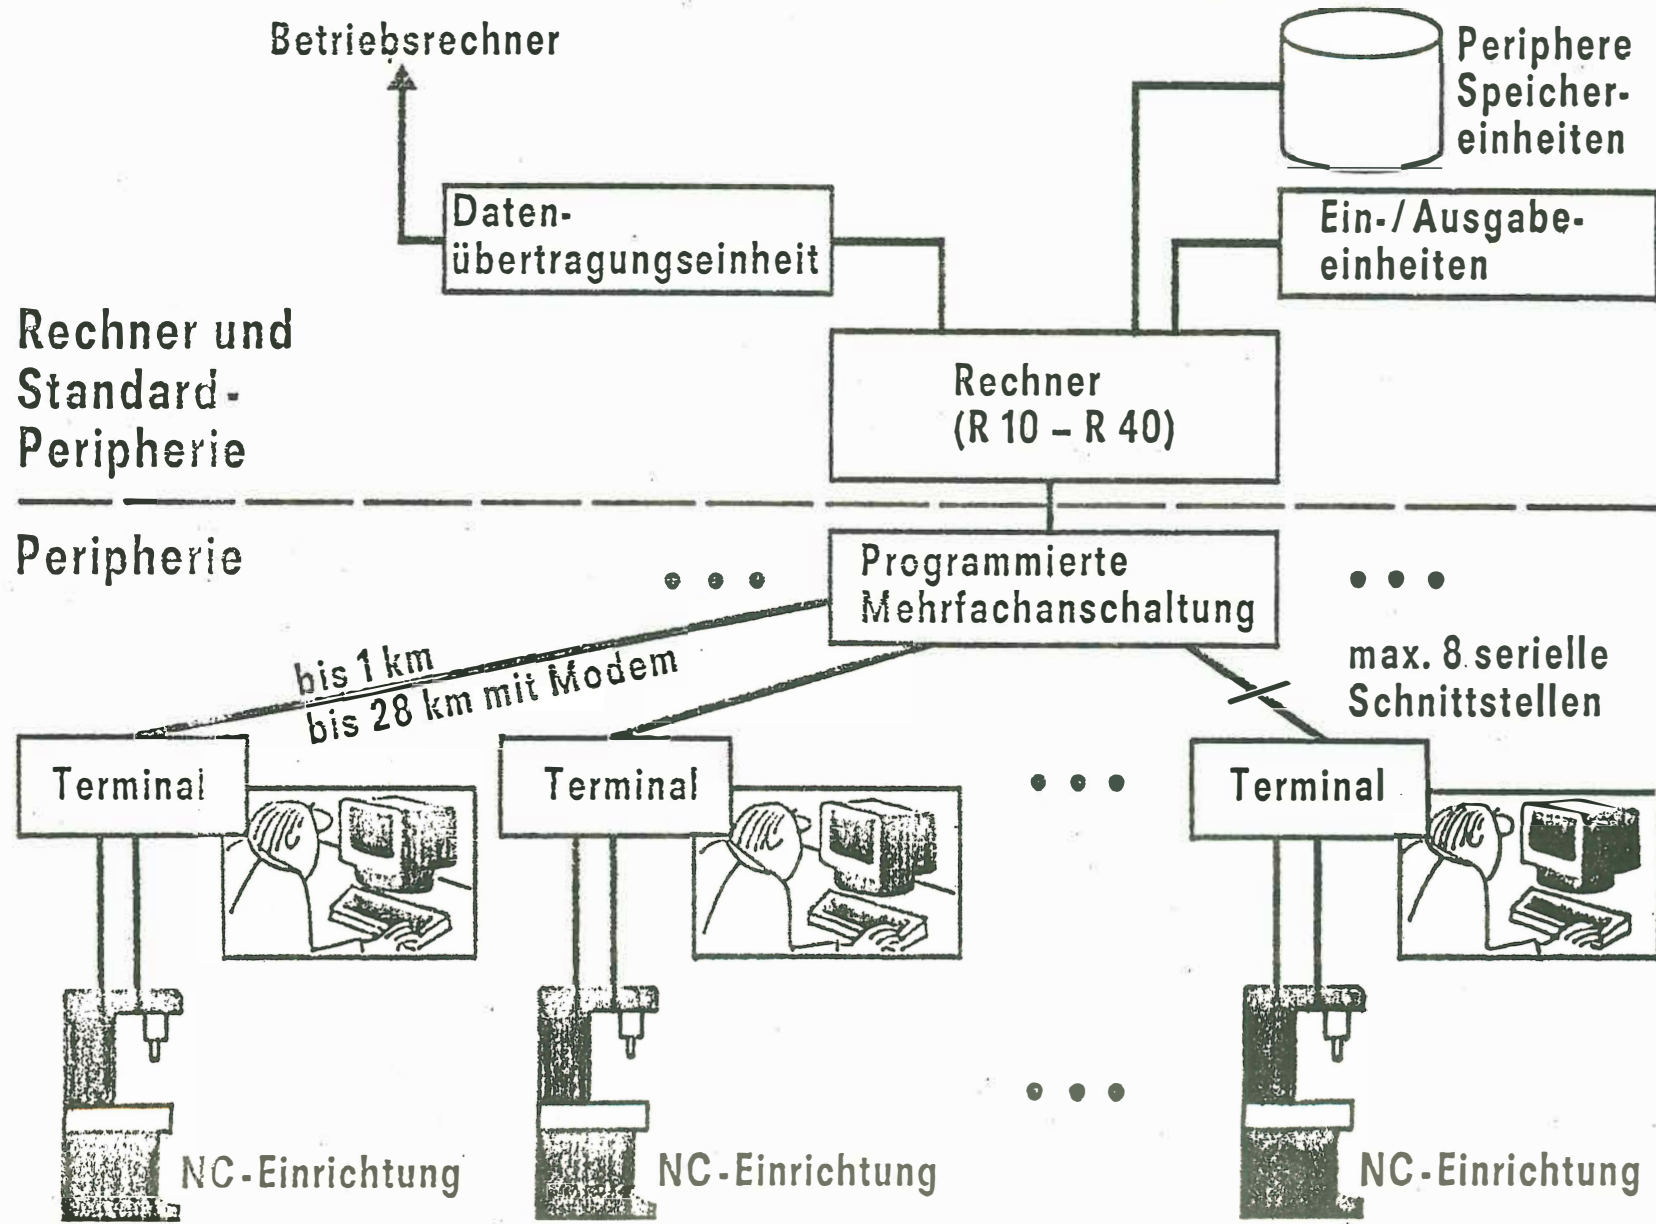 Betriebsrechner
Periphere
Speicher-
einheiten
Daten-
übertragungseinheit
Ein-/Ausgabe-
einheiten
Rechner und
Standard-
Peripherie
Rechner
(R 10 – R 40)
Peripherie
Programmierte
Mehrfachanschaltung
bis 1 km
bis 28 km mit Modem
max. 8 serielle
Schnittstellen
Terminal
Terminal
Terminal
NC-Einrichtung
NC-Einrichtung
NC-Einrichtung